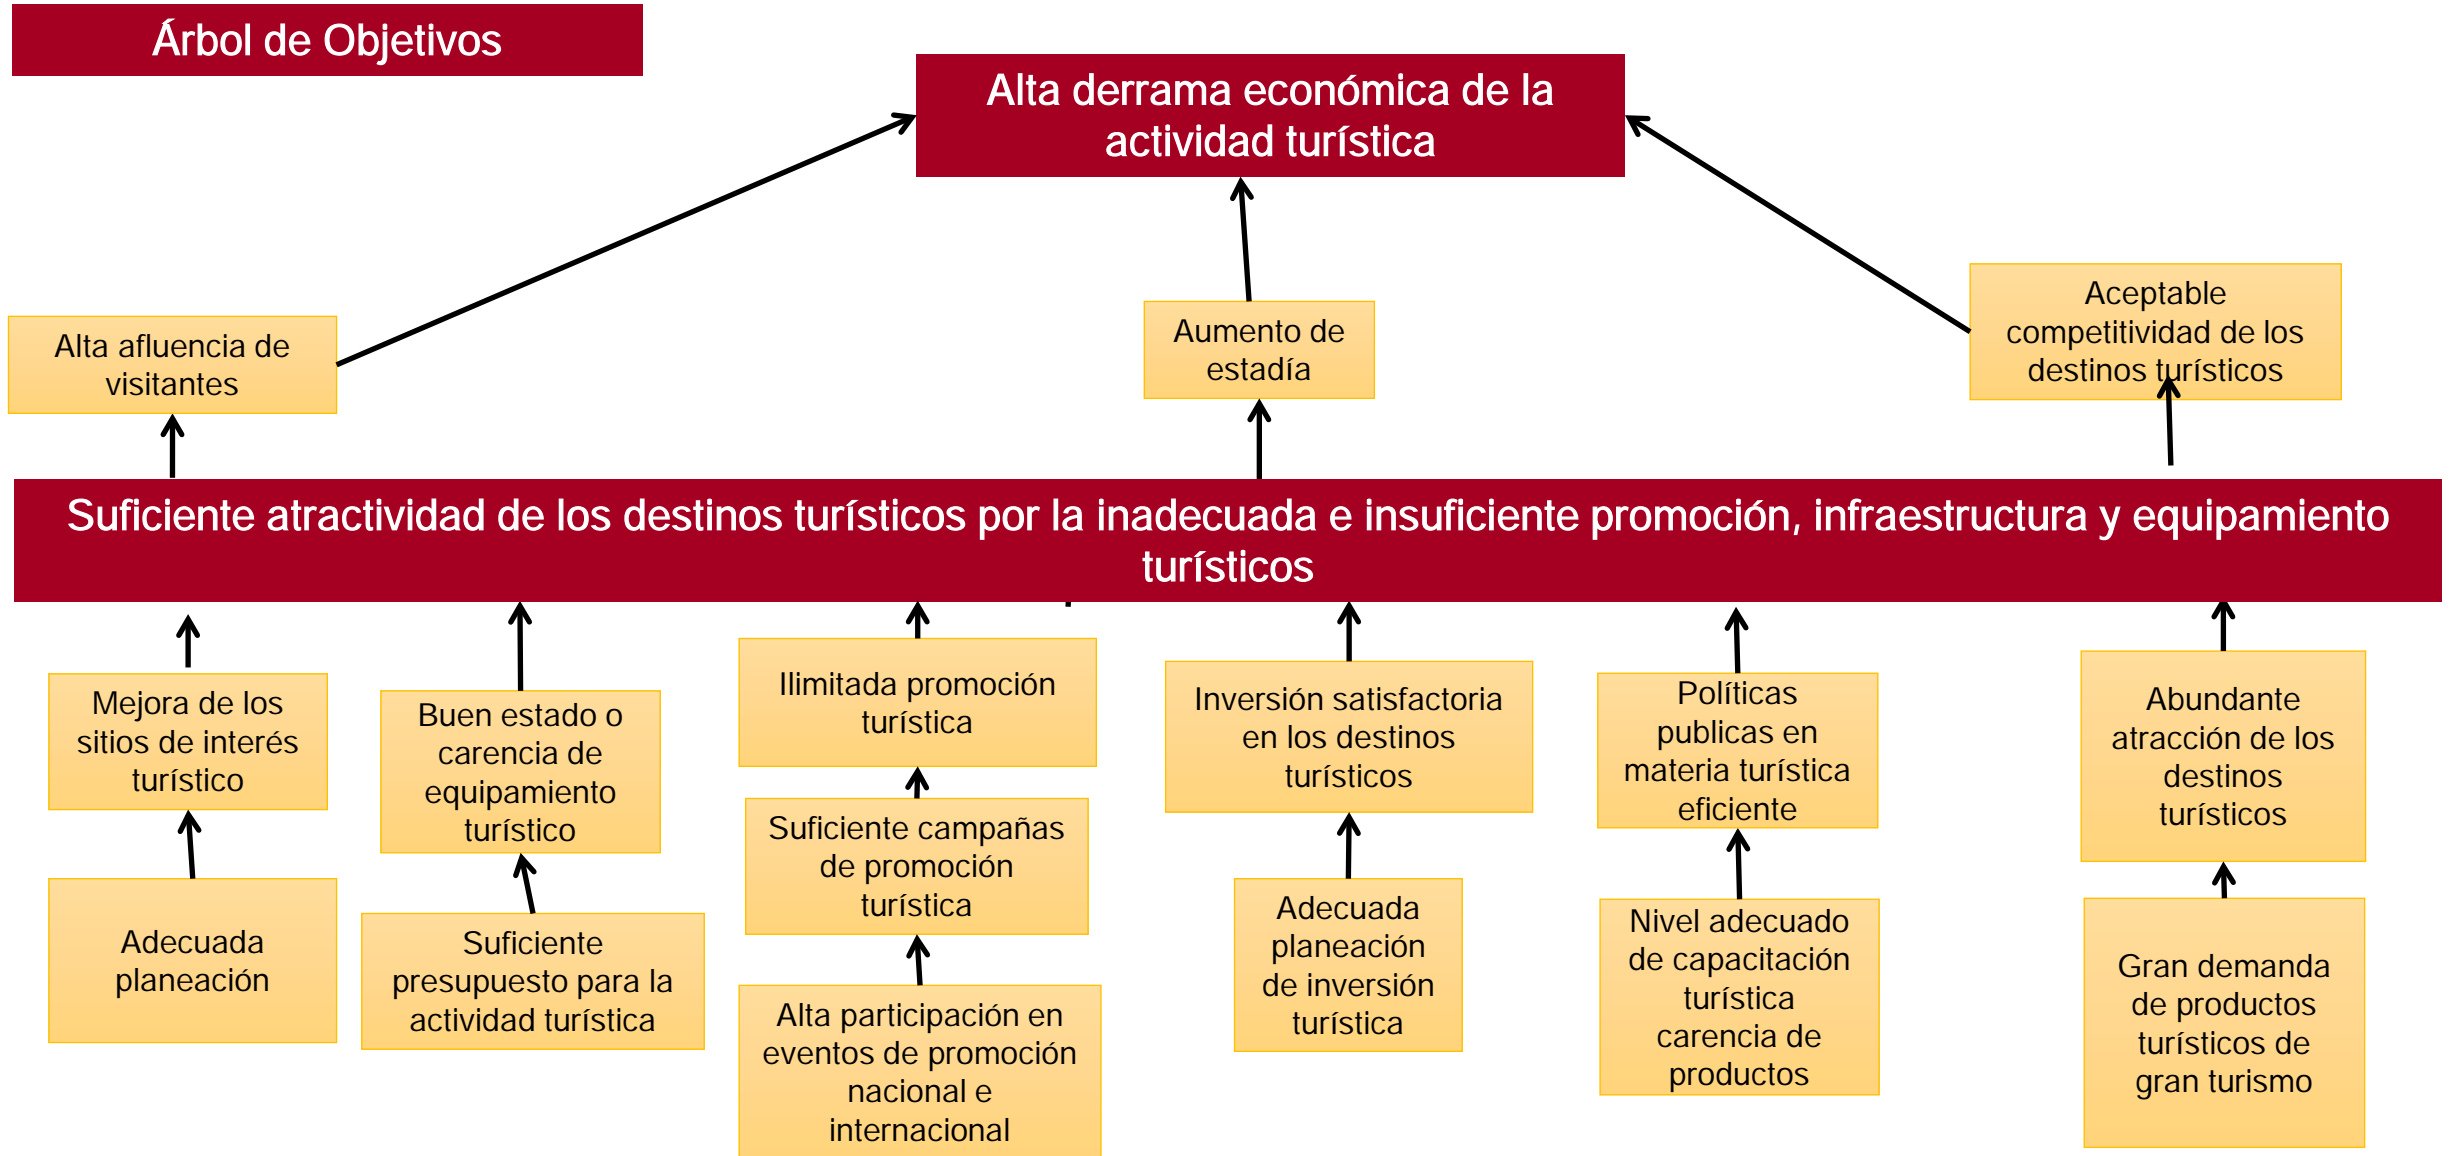 Árbol de Objetivos
Alta derrama económica de la
actividad turística
Alta afluencia de
visitantes
Aumento de
estadía
Aceptable
competitividad de los
destinos turísticos
Suficiente atractividad de los destinos turísticos por la inadecuada e insuficiente promoción, infraestructura y equipamiento
turísticos
Mejora de los
sitios de interés
turístico
Buen estado o
carencia de
equipamiento
turístico
Ilimitada promoción
turística
Inversión satisfactoria
en los destinos
turísticos
Políticas
publicas en
materia turística
eficiente
Abundante
atracción de los
destinos
turísticos
Suficiente campañas
de promoción
turística
Adecuada
planeación
Suficiente
presupuesto para la
actividad turística
Alta participación en
eventos de promoción
nacional e
internacional
Adecuada
planeación
de inversión
turística
Nivel adecuado
de capacitación
turística
carencia de
productos
Gran demanda
de productos
turísticos de
gran turismo